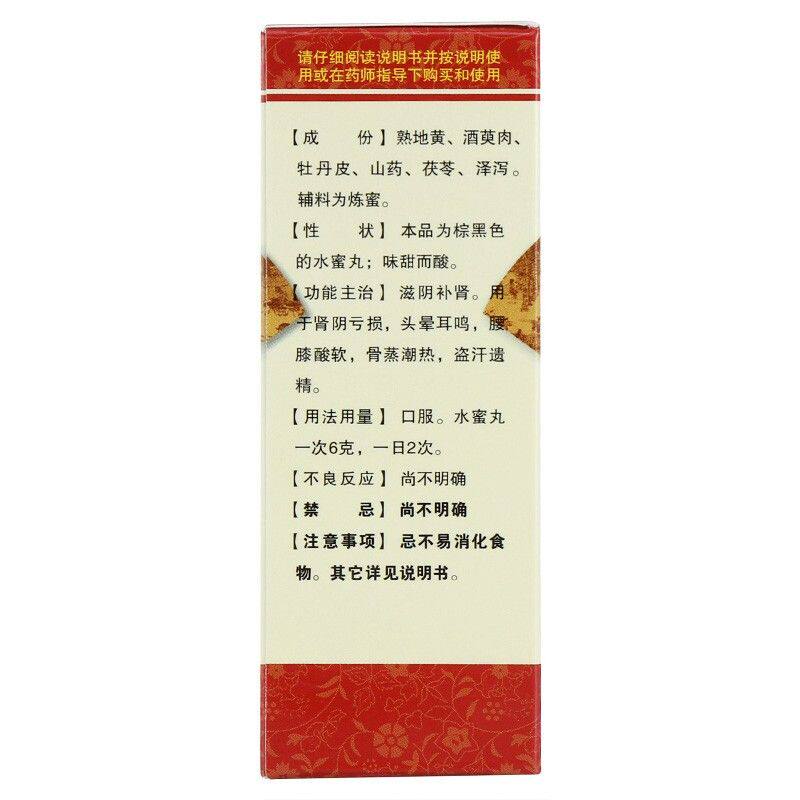 请仔细阅读说明书并按说明使
用或在药师指导下购买和使用
【成 份】熟地黄、酒萸肉、
牡丹皮、山药、茯苓、泽泻。
辅料为炼蜜。
【性 状】本品为棕黑色
的水蜜丸；味甜而酸。
【功能主治】滋阴补肾。用
于肾阴亏损，头晕耳鸣，腰
膝酸软，骨蒸潮热，盗汗遗
精。
【用法用量】口服。水蜜丸
一次6克，一日2次。
【不良反应】尚不明确
【禁 忌】尚不明确
【注意事项】忌不易消化食
物。其它详见说明书。